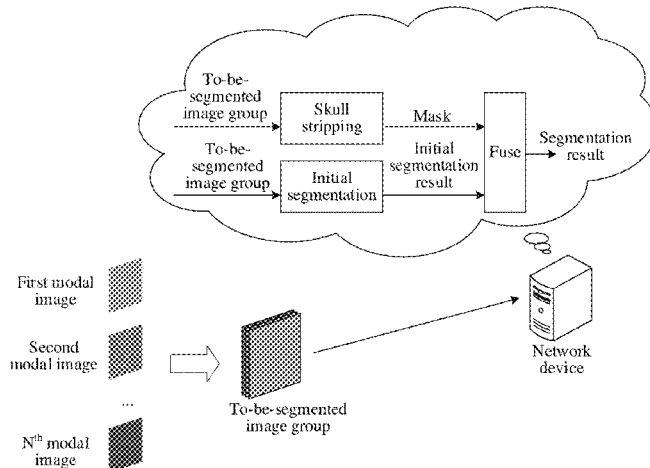 To-be-
segmented
image group
Skull
stripping
Mask
To-be-
segmented
image group
Initial
segmentation
Initial
segmentation
result
Fuse
Segmentation
result
First modal
image
Second
modal image
...
Nth modal
image
To-be-segmented
image group
Network
device